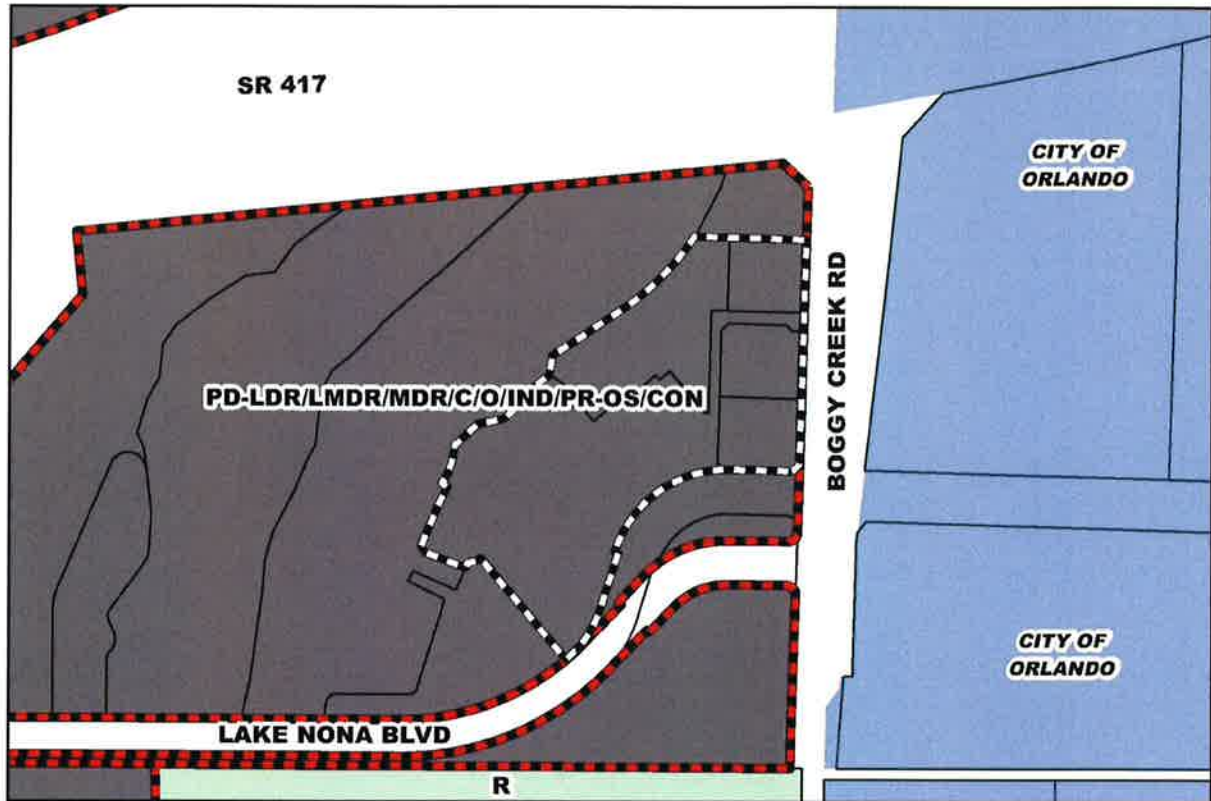 SR 417
CITY OF
ORLANDO
PD-LDR/LMDR/MDR/C/O/IND/PR-OS/CON
BOGGY CREEK RD
CITY OF
ORLANDO
LAKE NONA BLVD
R